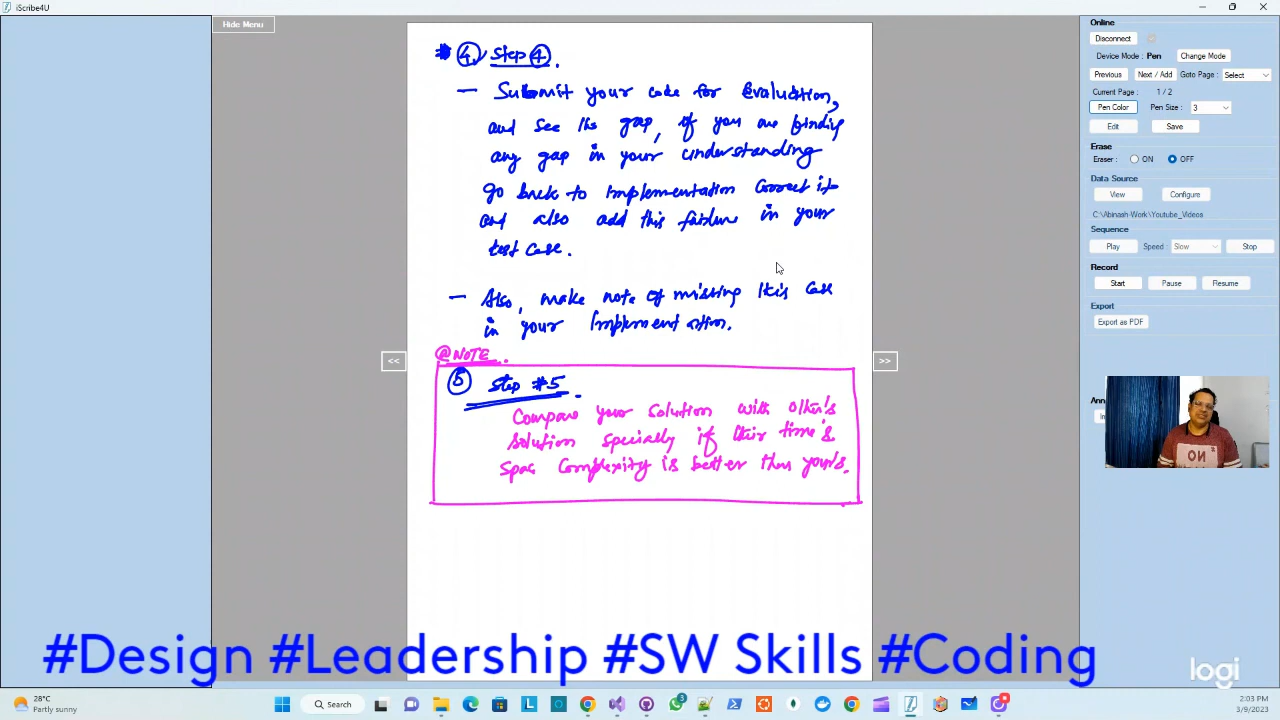 iScribe4U
Hide Menu
# 4) Step 4.
— Submit your code for Evaluation,
and see the gap, if you are finding
any gap in your understanding
go back to implementation correct it
and also add this failure in your
test case.
— Also, make note of missing this case
in your Implementation.
@NOTE.
5 Step #5.
Compare your solution with other's
solution specially if their time's
space complexity is better than your's.
<<
>>
Online
Disconnect
Device Mode : Pen
Change Mode
Previous
Next / Add
Goto Page :
Select
Current Page : 1 / 2
Pen Color
Pen Size :
3
Edit
Save
Erase
Eraser :
ON
OFF
Data Source
View
Configure
C:\Abinash-Work\Youtube_Videos
Sequence
Play
Speed :
Slow
Stop
Record
Start
Pause
Resume
Export
Export as PDF
#Design #Leadership #SW Skills #Coding
logi
28°C
Partly sunny
Search
3
2:03 PM
3/9/2023